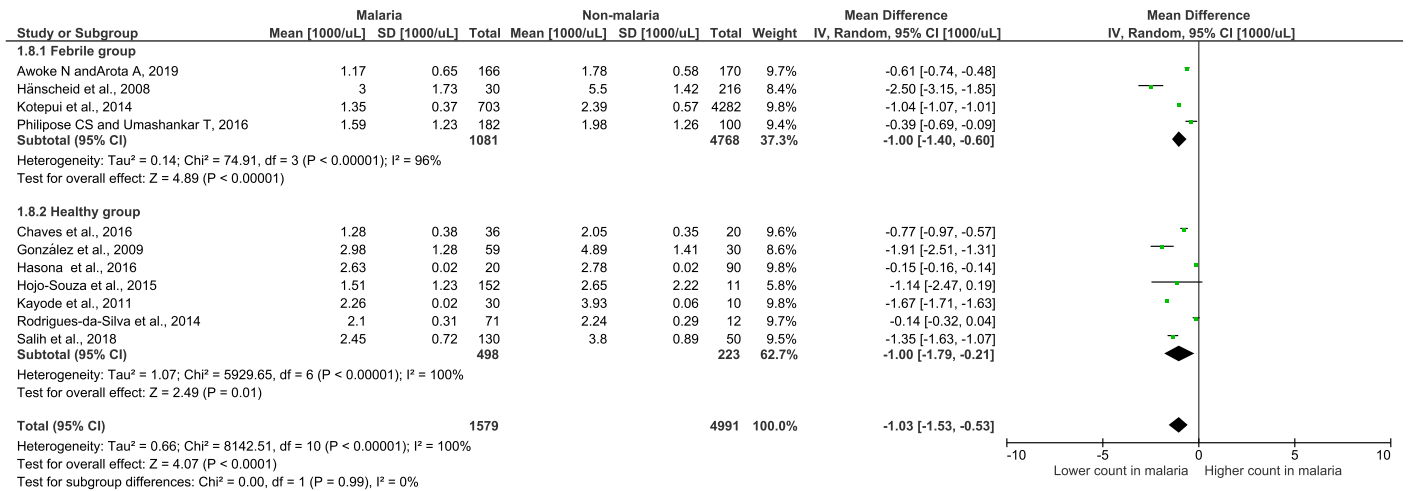 Malaria Non-malaria Mean Difference Mean Difference
Study or Subgroup Mean [1000/uL] SD [1000/uL] Total Mean [1000/uL] SD [1000/uL] Total Weight IV, Random, 95% CI [1000/uL] IV, Random, 95% CI [1000/uL]
1.8.1 Febrile group
Awoke N andArota A, 2019 1.17 0.65 166 1.78 0.58 170 9.7% -0.61 [-0.74, -0.48]
Hänscheid et al., 2008 3 1.73 30 5.5 1.42 216 8.4% -2.50 [-3.15, -1.85]
Kotepui et al., 2014 1.35 0.37 703 2.39 0.57 4282 9.8% -1.04 [-1.07, -1.01]
Philipose CS and Umashankar T, 2016 1.59 1.23 182 1.98 1.26 100 9.4% -0.39 [-0.69, -0.09]
Subtotal (95% CI) 1081 4768 37.3% -1.00 [-1.40, -0.60]
Heterogeneity: Tau² = 0.14; Chi² = 74.91, df = 3 (P < 0.00001); I² = 96%
Test for overall effect: Z = 4.89 (P < 0.00001)
1.8.2 Healthy group
Chaves et al., 2016 1.28 0.38 36 2.05 0.35 20 9.6% -0.77 [-0.97, -0.57]
González et al., 2009 2.98 1.28 59 4.89 1.41 30 8.6% -1.91 [-2.51, -1.31]
Hasona et al., 2016 2.63 0.02 20 2.78 0.02 90 9.8% -0.15 [-0.16, -0.14]
Hojo-Souza et al., 2015 1.51 1.23 152 2.65 2.22 11 5.8% -1.14 [-2.47, 0.19]
Kayode et al., 2011 2.26 0.02 30 3.93 0.06 10 9.8% -1.67 [-1.71, -1.63]
Rodrigues-da-Silva et al., 2014 2.1 0.31 71 2.24 0.29 12 9.7% -0.14 [-0.32, 0.04]
Salih et al., 2018 2.45 0.72 130 3.8 0.89 50 9.5% -1.35 [-1.63, -1.07]
Subtotal (95% CI) 498 223 62.7% -1.00 [-1.79, -0.21]
Heterogeneity: Tau² = 1.07; Chi² = 5929.65, df = 6 (P < 0.00001); I² = 100%
Test for overall effect: Z = 2.49 (P = 0.01)
Total (95% CI) 1579 4991 100.0% -1.03 [-1.53, -0.53]
Heterogeneity: Tau² = 0.66; Chi² = 8142.51, df = 10 (P < 0.00001); I² = 100%
Test for overall effect: Z = 4.07 (P < 0.0001)
Test for subgroup differences: Chi² = 0.00, df = 1 (P = 0.99), I² = 0%
-10 -5 0 5 10
Lower count in malaria Higher count in malaria